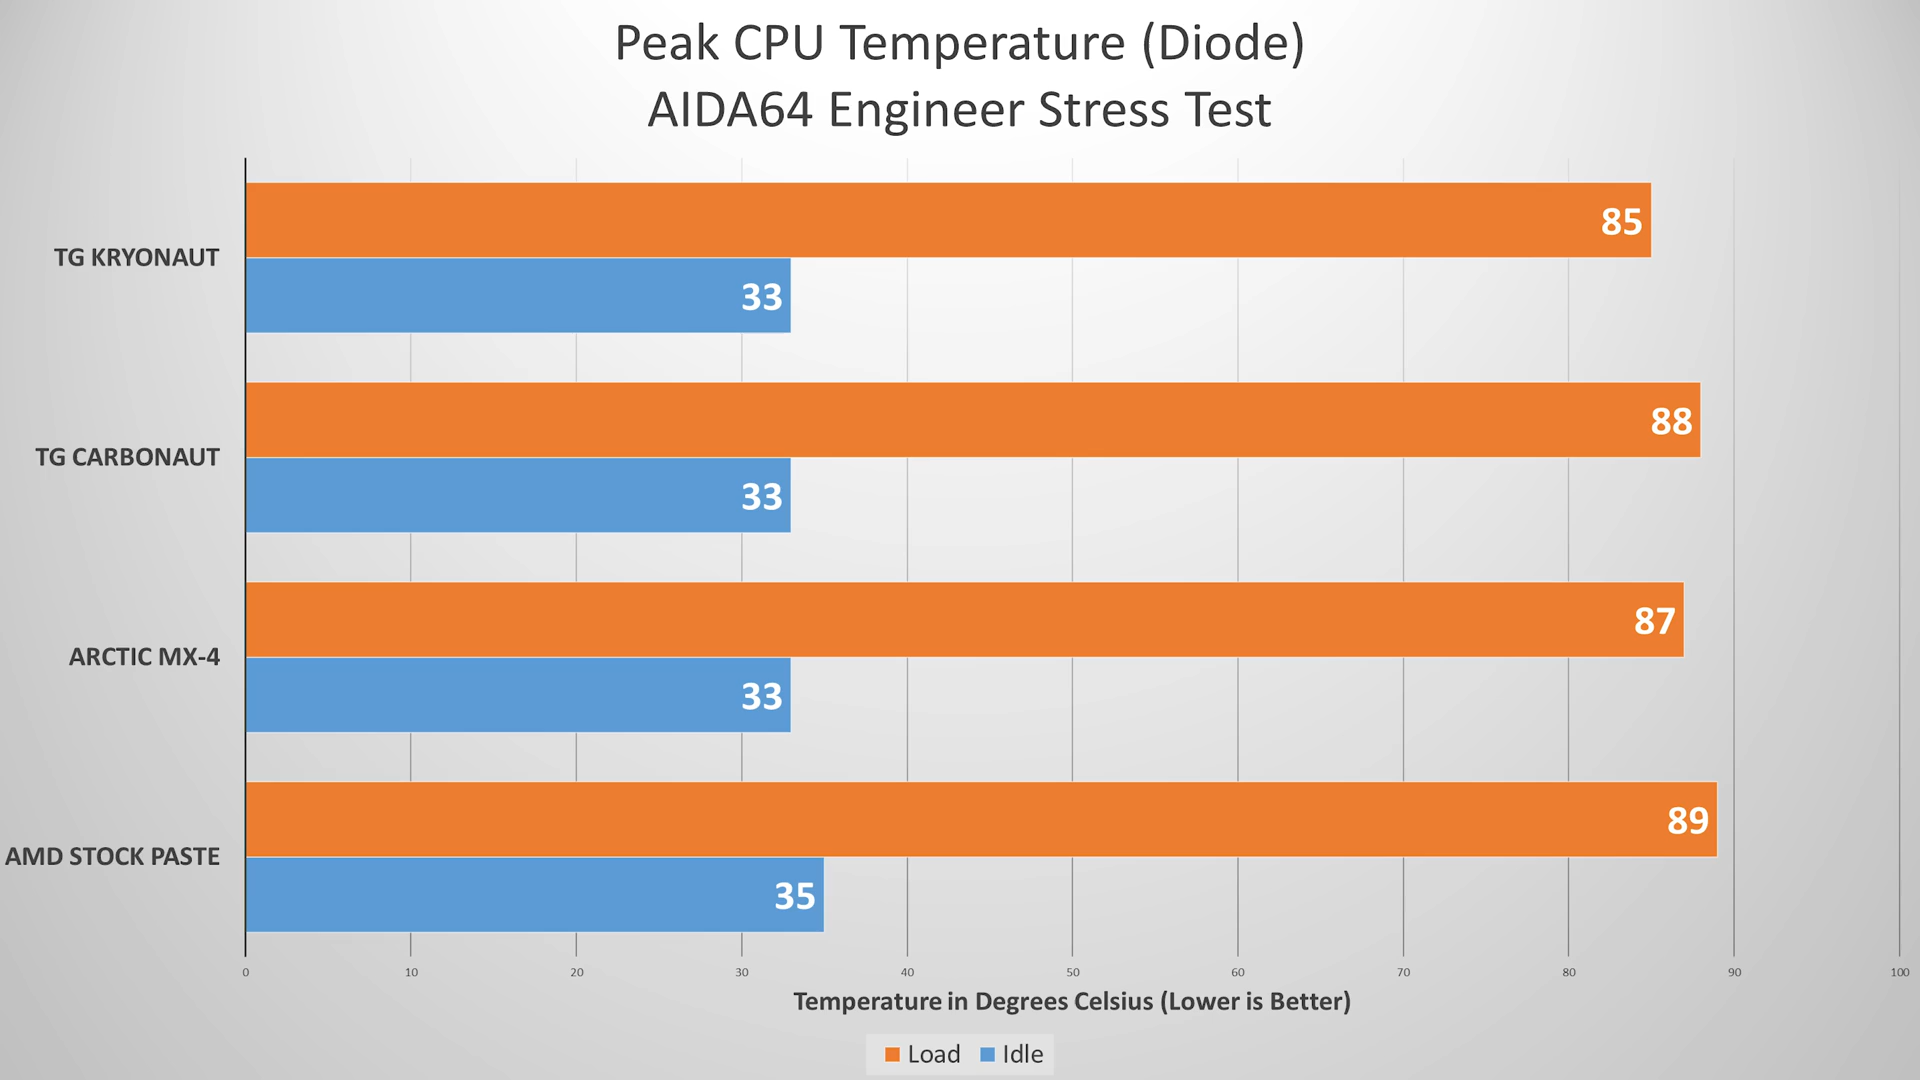 Peak CPU Temperature (Diode)
AIDA64 Engineer Stress Test
TG KRYONAUT
85
33
TG CARBONAUT
88
33
ARCTIC MX-4
87
33
AMD STOCK PASTE
89
35
0 10 20 30 40 50 60 70 80 90 100
Temperature in Degrees Celsius (Lower is Better)
Load Idle